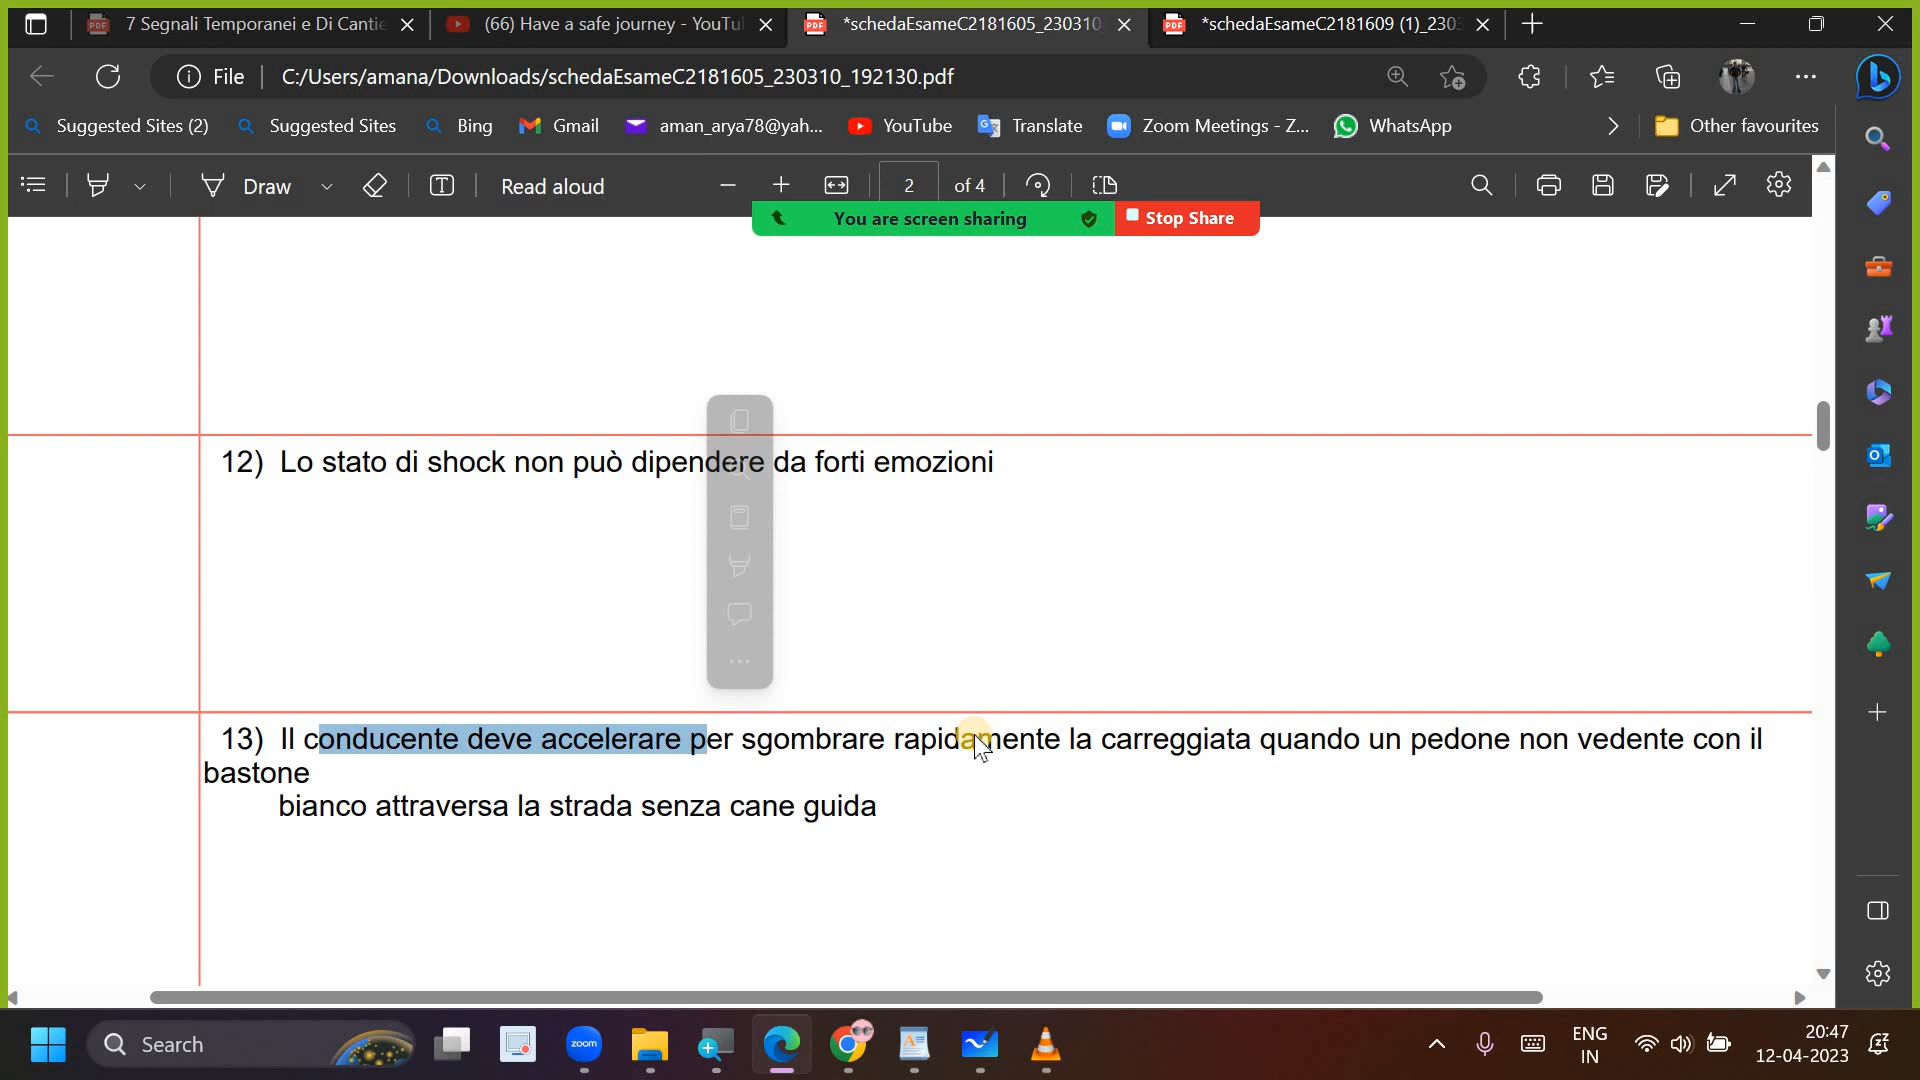 7 Segnali Temporanei e Di Cantie
(66) Have a safe journey - YouTu
*schedaEsameC2181605_230310
*schedaEsameC2181609 (1)_230
File
C:/Users/amana/Downloads/schedaEsameC2181605_230310_192130.pdf
Suggested Sites (2)
Suggested Sites
Bing
Gmail
aman_arya78@yah...
YouTube
Translate
Zoom Meetings - Z...
WhatsApp
Other favourites
Draw
Read aloud
2
of 4
You are screen sharing
Stop Share
12) Lo stato di shock non può dipendere da forti emozioni
13) Il conducente deve accelerare per sgombrare rapidamente la carreggiata quando un pedone non vedente con il
bastone
bianco attraversa la strada senza cane guida
Search
zoom
ENG
IN
20:47
12-04-2023